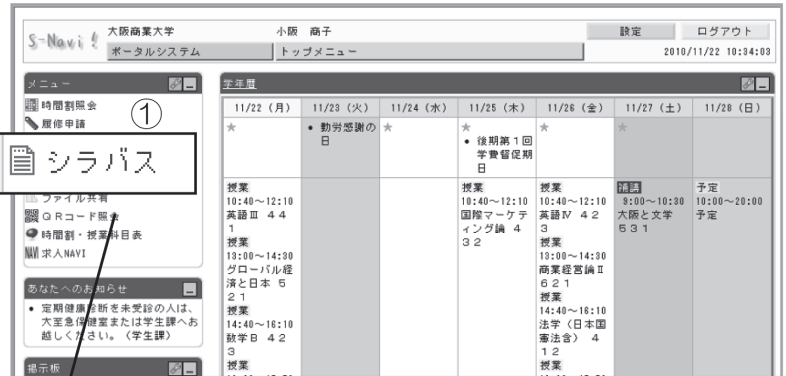 S-Navi!
大阪商業大学
小阪 商子
設定
ログアウト
ポータルシステム
トップメニュー
2010/11/22 10:34:03
メニュー
時間割照会
履修申請
①
シラバス
ファイル共有
QRコード照会
時間割・授業科目表
NAVI 求人NAVI
あなたへのお知らせ
• 定期健康診断を未受診の人は、
大至急保健室または学生課へお
越しください。（学生課）
掲示板
学年暦
11/22（月） 11/23（火） 11/24（水） 11/25（木） 11/26（金） 11/27（土） 11/28（日）
★
• 勤労感謝の
日
★
★
• 後期第１回
学費督促期
日
★
★
授業
10:40～12:10
英語Ⅲ ４４
１
授業
13:00～14:30
グローバル経
済と日本 ５
２１
授業
14:40～16:10
数学Ｂ ４２
３
授業
授業
10:40～12:10
国際マーケテ
ィング論 ４
３２
授業
10:40～12:10
英語Ⅳ ４２
３
授業
13:00～14:30
商業経営論Ⅱ
６２１
授業
14:40～16:10
法学（日本国
憲法含） ４
１２
授業
補講
9:00～10:30
大阪と文学
５３１
予定
10:00～20:00
予定